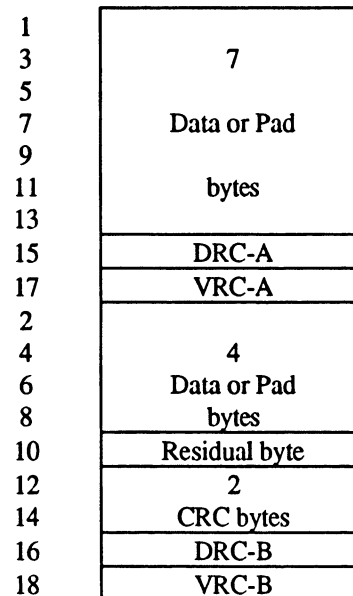 1
3 7
5
7 Data or Pad
9
11 bytes
13
15 DRC-A
17 VRC-A
2
4 4
6 Data or Pad
8 bytes
10 Residual byte
12 2
14 CRC bytes
16 DRC-B
18 VRC-B